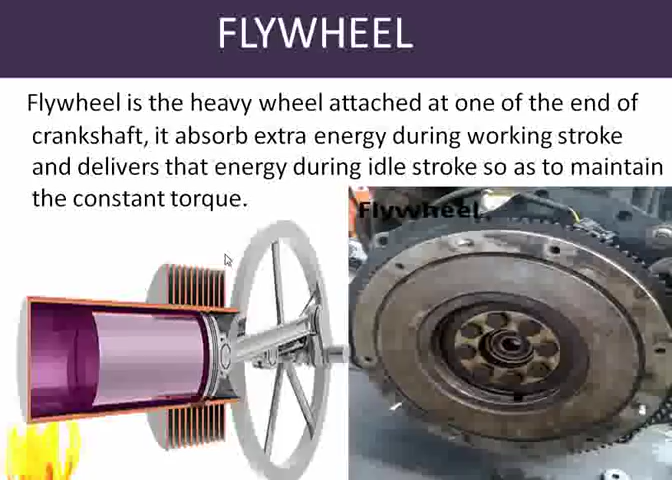 FLYWHEEL
Flywheel is the heavy wheel attached at one of the end of
crankshaft, it absorb extra energy during working stroke
and delivers that energy during idle stroke so as to maintain
the constant torque.
Flywheel